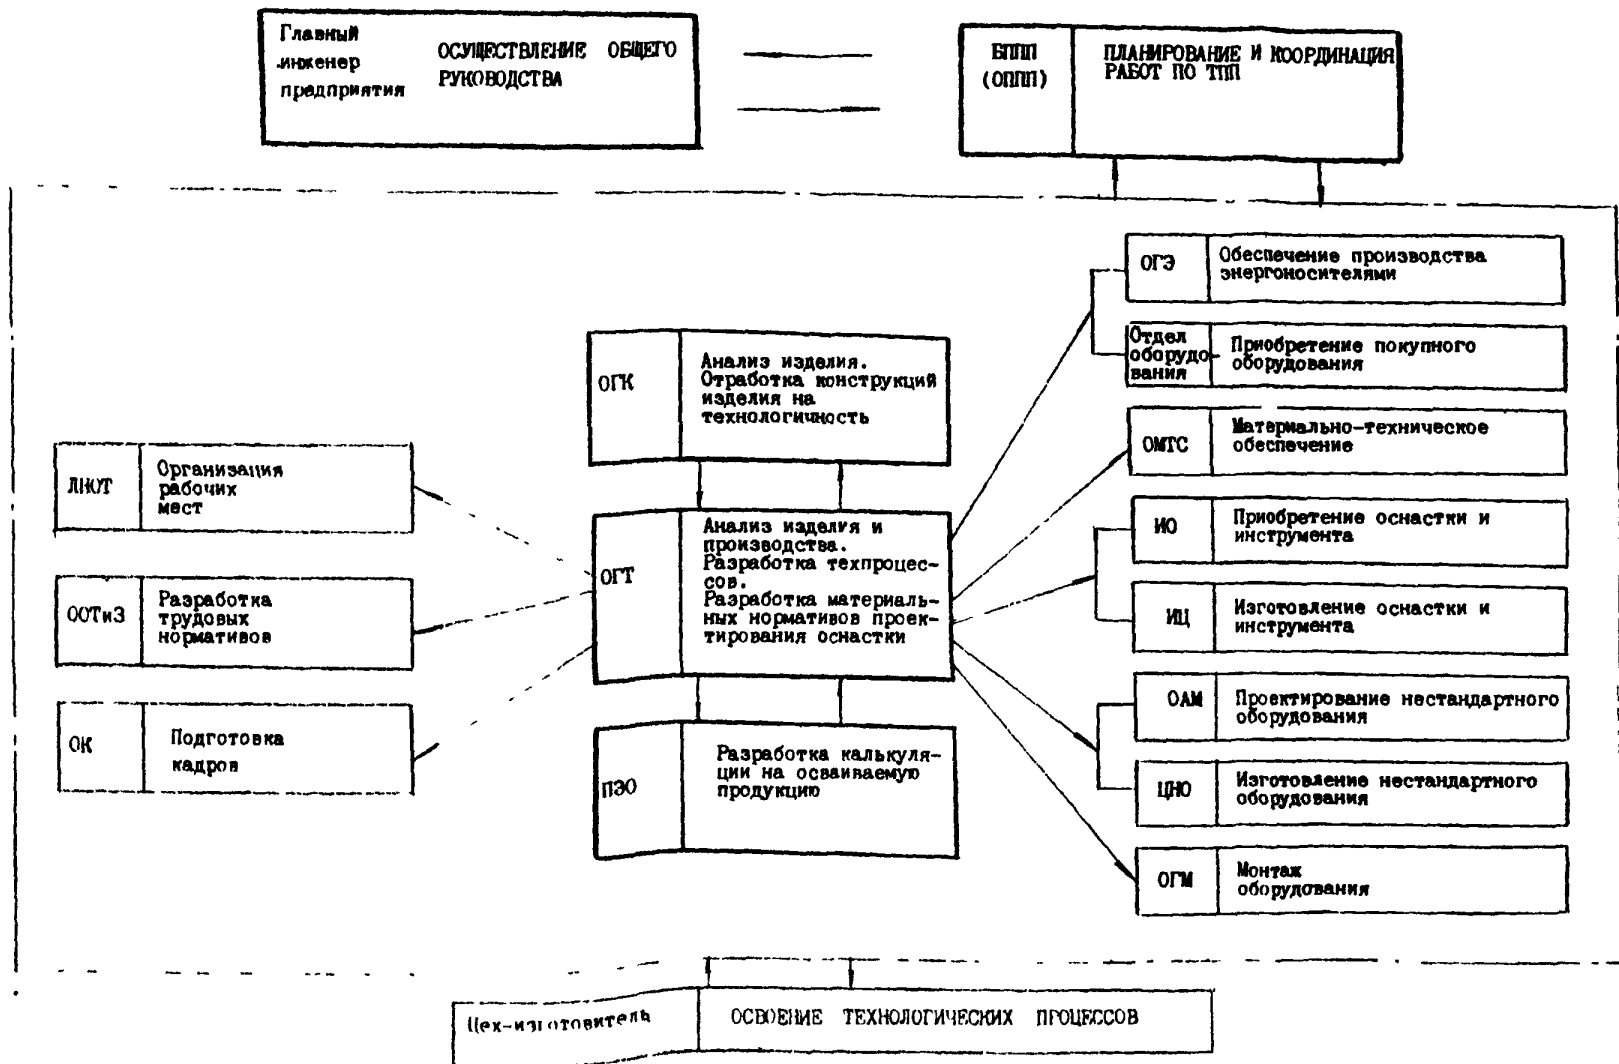 Главный
инженер
предприятия
ОСУЩЕСТВЛЕНИЕ ОБЩЕГО
РУКОВОДСТВА
БППП
(ОППП)
ПЛАНИРОВАНИЕ И КООРДИНАЦИЯ
РАБОТ ПО ТПП
ОГЭ
Обеспечение производства
энергоносителями
Отдел
оборудо-
вания
Приобретение покупного
оборудования
ОГК
Анализ изделия.
Отработка конструкций
изделия на
технологичность
ОМТС
Материально-техническое
обеспечение
ЛНОТ
Организация
рабочих
мест
ОГТ
Анализ изделия и
производства.
Разработка техпроцес-
сов.
Разработка материаль-
ных нормативов проек-
тирования оснастки
ИО
Приобретение оснастки и
инструмента
ООТиЗ
Разработка
трудовых
нормативов
ИЦ
Изготовление оснастки и
инструмента
ОК
Подготовка
кадров
ОАМ
Проектирование нестандартного
оборудования
ПЭО
Разработка калькуля-
ции на осваиваемую
продукцию
ЦНО
Изготовление нестандартного
оборудования
ОГМ
Монтаж
оборудования
Цех-изготовитель
ОСВОЕНИЕ ТЕХНОЛОГИЧЕСКИХ ПРОЦЕССОВ